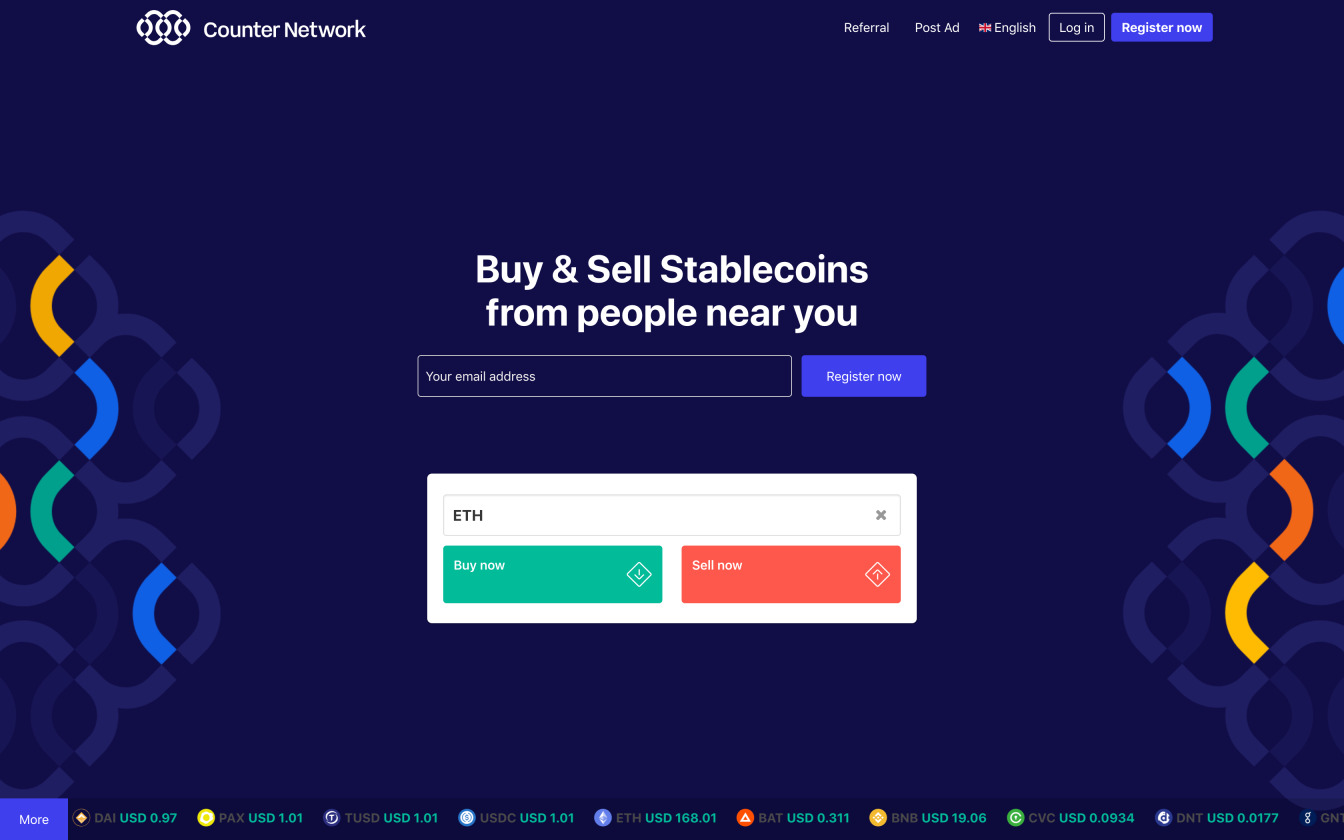 Counter Network
Referral
Post Ad
English
Log in
Register now
Buy & Sell Stablecoins
from people near you
Your email address
Register now
ETH
Buy now
Sell now
More
DAI USD 0.97
PAX USD 1.01
TUSD USD 1.01
USDC USD 1.01
ETH USD 168.01
BAT USD 0.311
BNB USD 19.06
CVC USD 0.0934
DNT USD 0.0177